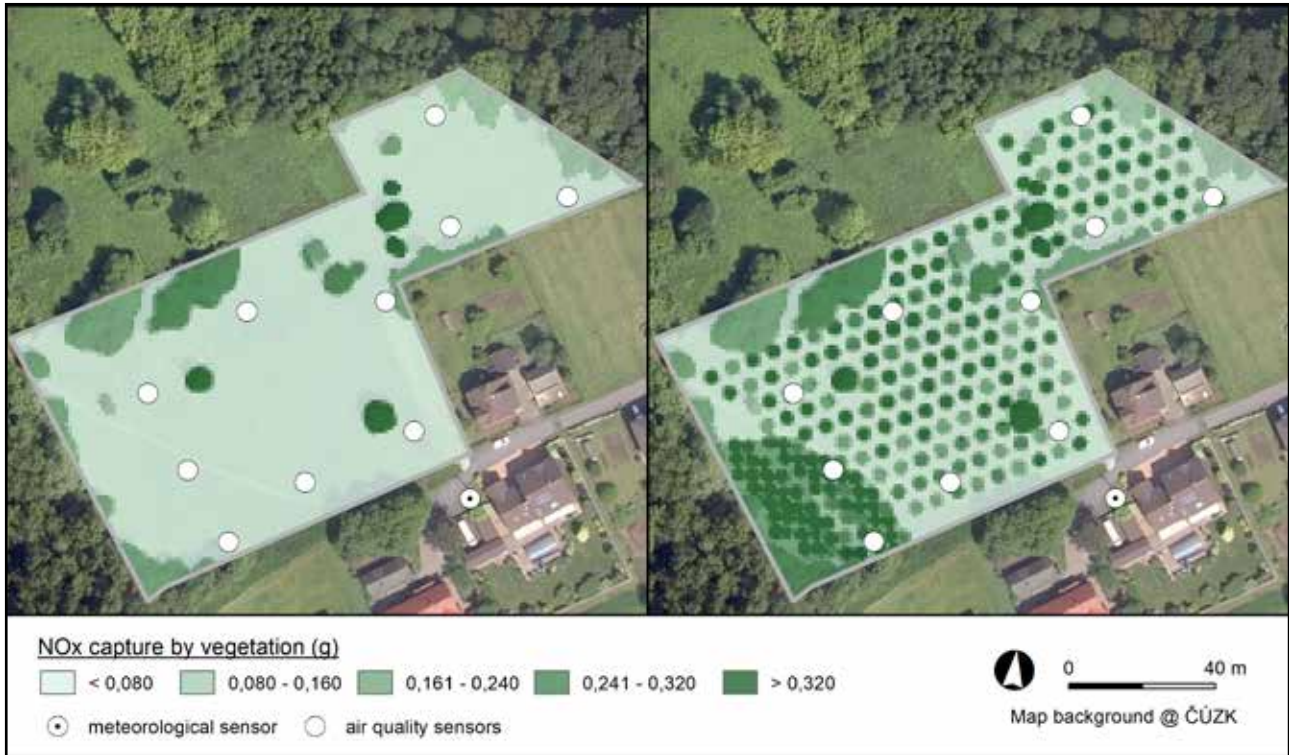 NOx capture by vegetation (g)
< 0,080
0,080 - 0,160
0,161 - 0,240
0,241 - 0,320
> 0,320
meteorological sensor
air quality sensors
0
40 m
Map background @ ČÚZK